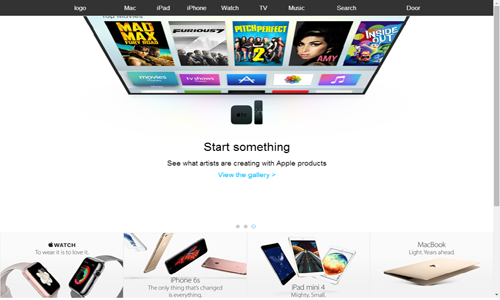 logo Mac iPad iPhone Watch TV Music Search Door
Top Movies
MAD MAX
FURY ROAD
FURIOUS 7
PITCH PERFECT 2
AMY
INSIDE OUT
movies
tv shows
Start something
See what artists are creating with Apple products
View the gallery >
WATCH
To wear it is to love it.
iPhone 6s
The only thing that's changed
is everything.
iPad mini 4
Mighty. Small.
MacBook
Light. Years ahead.